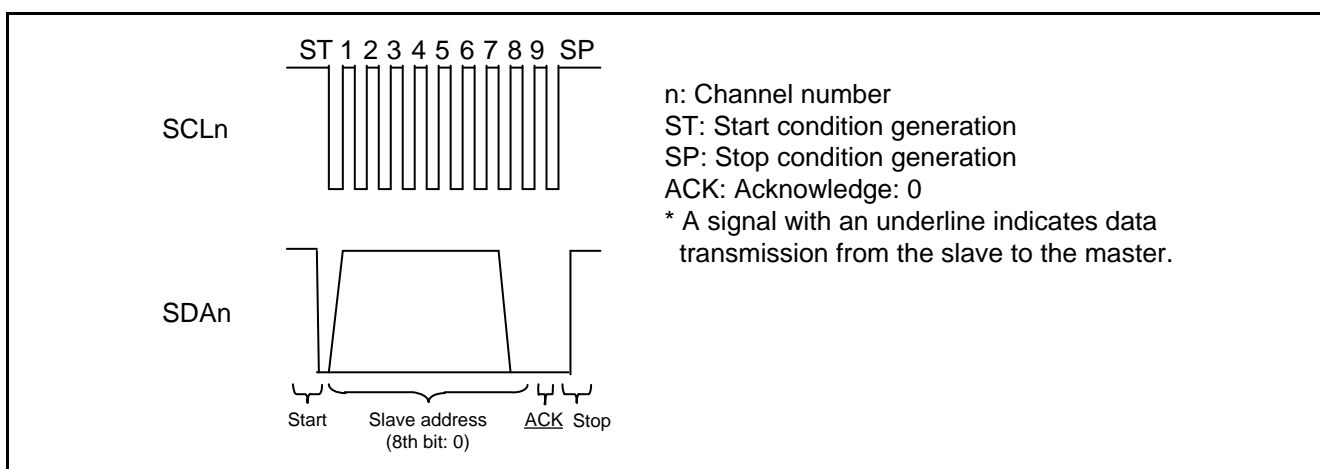 ST 1 2 3 4 5 6 7 8 9 SP
SCLn
n: Channel number
ST: Start condition generation
SP: Stop condition generation
ACK: Acknowledge: 0
* A signal with an underline indicates data
transmission from the slave to the master.
SDAn
Start
Slave address
(8th bit: 0)
ACK
Stop